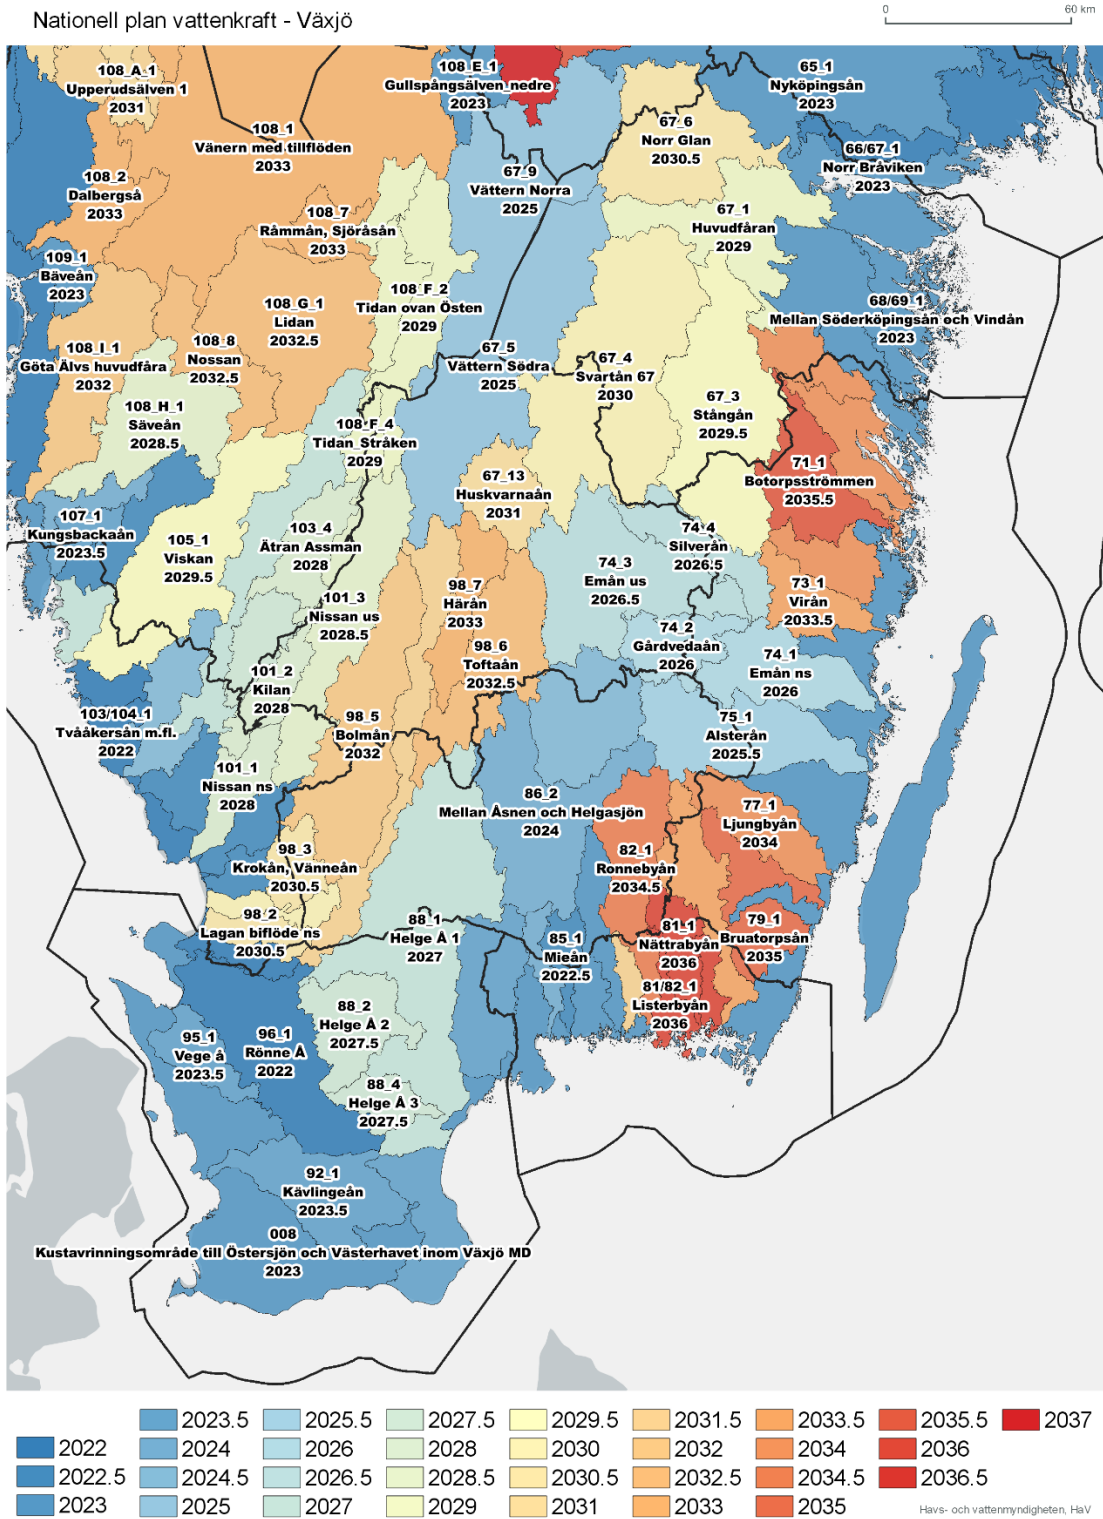 Nationell plan vattenkraft - Växjö
0
60 km
108_A_1
Upperudsälven 1
2031
108_E_1
Gullspångsälven_nedre
2023
65_1
Nyköpingsån
2023
108_1
Vänern med tillflöden
2033
67_6
Norr Glan
2030.5
66/67_1
Norr Bråviken
2023
108_2
Dalbergså
2033
67_9
Vättern Norra
2025
108_7
Råmmån, Sjöråsån
2033
67_1
Huvudfåran
2029
109_1
Bäveån
2023
108_F_2
Tidan ovan Östen
2029
108_G_1
Lidan
2032.5
68/69_1
Mellan Söderköpingsån och Vindån
2023
108_I_1
Göta Älvs huvudfåra
2032
108_8
Nossan
2032.5
67_5
Vättern Södra
2025
67_4
Svartån 67
2030
67_3
Stångån
2029.5
108_H_1
Säveån
2028.5
108_F_4
Tidan_Stråken
2029
67_13
Huskvarnaån
2031
71_1
Botorpsströmmen
2035.5
107_1
Kungsbackaån
2023.5
105_1
Viskan
2029.5
103_4
Ätran Assman
2028
74_4
Silverån
2026.5
74_3
Emån us
2026.5
98_7
Härån
2033
73_1
Virån
2033.5
101_3
Nissan us
2028.5
98_6
Toftaån
2032.5
74_2
Gårdvedaån
2026
74_1
Emån ns
2026
101_2
Kilan
2028
103/104_1
Tvååkersån m.fl.
2022
98_5
Bolmån
2032
75_1
Alsterån
2025.5
101_1
Nissan ns
2028
86_2
Mellan Åsnen och Helgasjön
2024
77_1
Ljungbyån
2034
98_3
Krokån, Vänneån
2030.5
82_1
Ronnebyån
2034.5
98_2
Lagan biflöde ns
2030.5
88_1
Helge Å 1
2027
85_1
Mieån
2022.5
81_1
Nättrabyån
2036
79_1
Bruatorpsån
2035
81/82_1
Listerbyån
2036
88_2
Helge Å 2
2027.5
95_1
Vege å
2023.5
96_1
Rönne Å
2022
88_4
Helge Å 3
2027.5
92_1
Kävlingeån
2023.5
008
Kustavrinningsområde till Östersjön och Västerhavet inom Växjö MD
2023
2023.5 2025.5 2027.5 2029.5 2031.5 2033.5 2035.5 2037
2022 2024 2026 2028 2030 2032 2034 2036
2022.5 2024.5 2026.5 2028.5 2030.5 2032.5 2034.5 2036.5
2023 2025 2027 2029 2031 2033 2035
Havs- och vattenmyndigheten, HaV